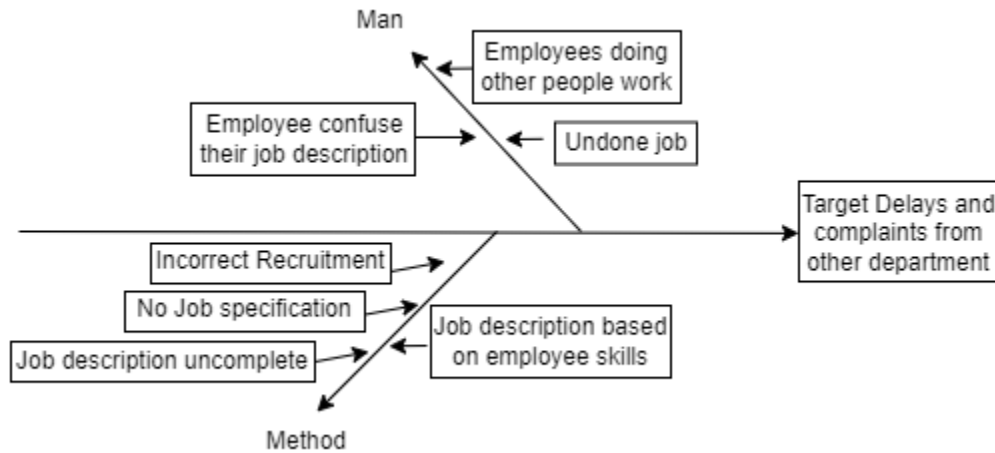 Man
Employees doing
other people work
Employee confuse
their job description
Undone job
Target Delays and
complaints from
other department
Incorrect Recruitment
No Job specification
Job description based
on employee skills
Job description uncomplete
Method